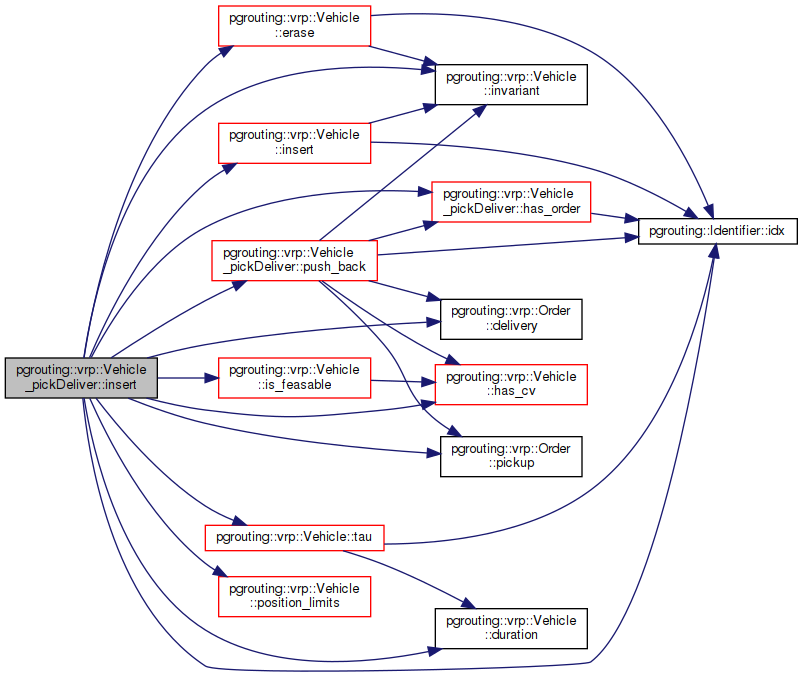 pgrouting::vrp::Vehicle
::erase
pgrouting::vrp::Vehicle
::invariant
pgrouting::vrp::Vehicle
::insert
pgrouting::vrp::Vehicle
_pickDeliver::has_order
pgrouting::Identifier::idx
pgrouting::vrp::Vehicle
_pickDeliver::push_back
pgrouting::vrp::Order
::delivery
pgrouting::vrp::Vehicle
_pickDeliver::insert
pgrouting::vrp::Vehicle
::is_feasable
pgrouting::vrp::Vehicle
::has_cv
pgrouting::vrp::Order
::pickup
pgrouting::vrp::Vehicle::tau
pgrouting::vrp::Vehicle
::position_limits
pgrouting::vrp::Vehicle
::duration